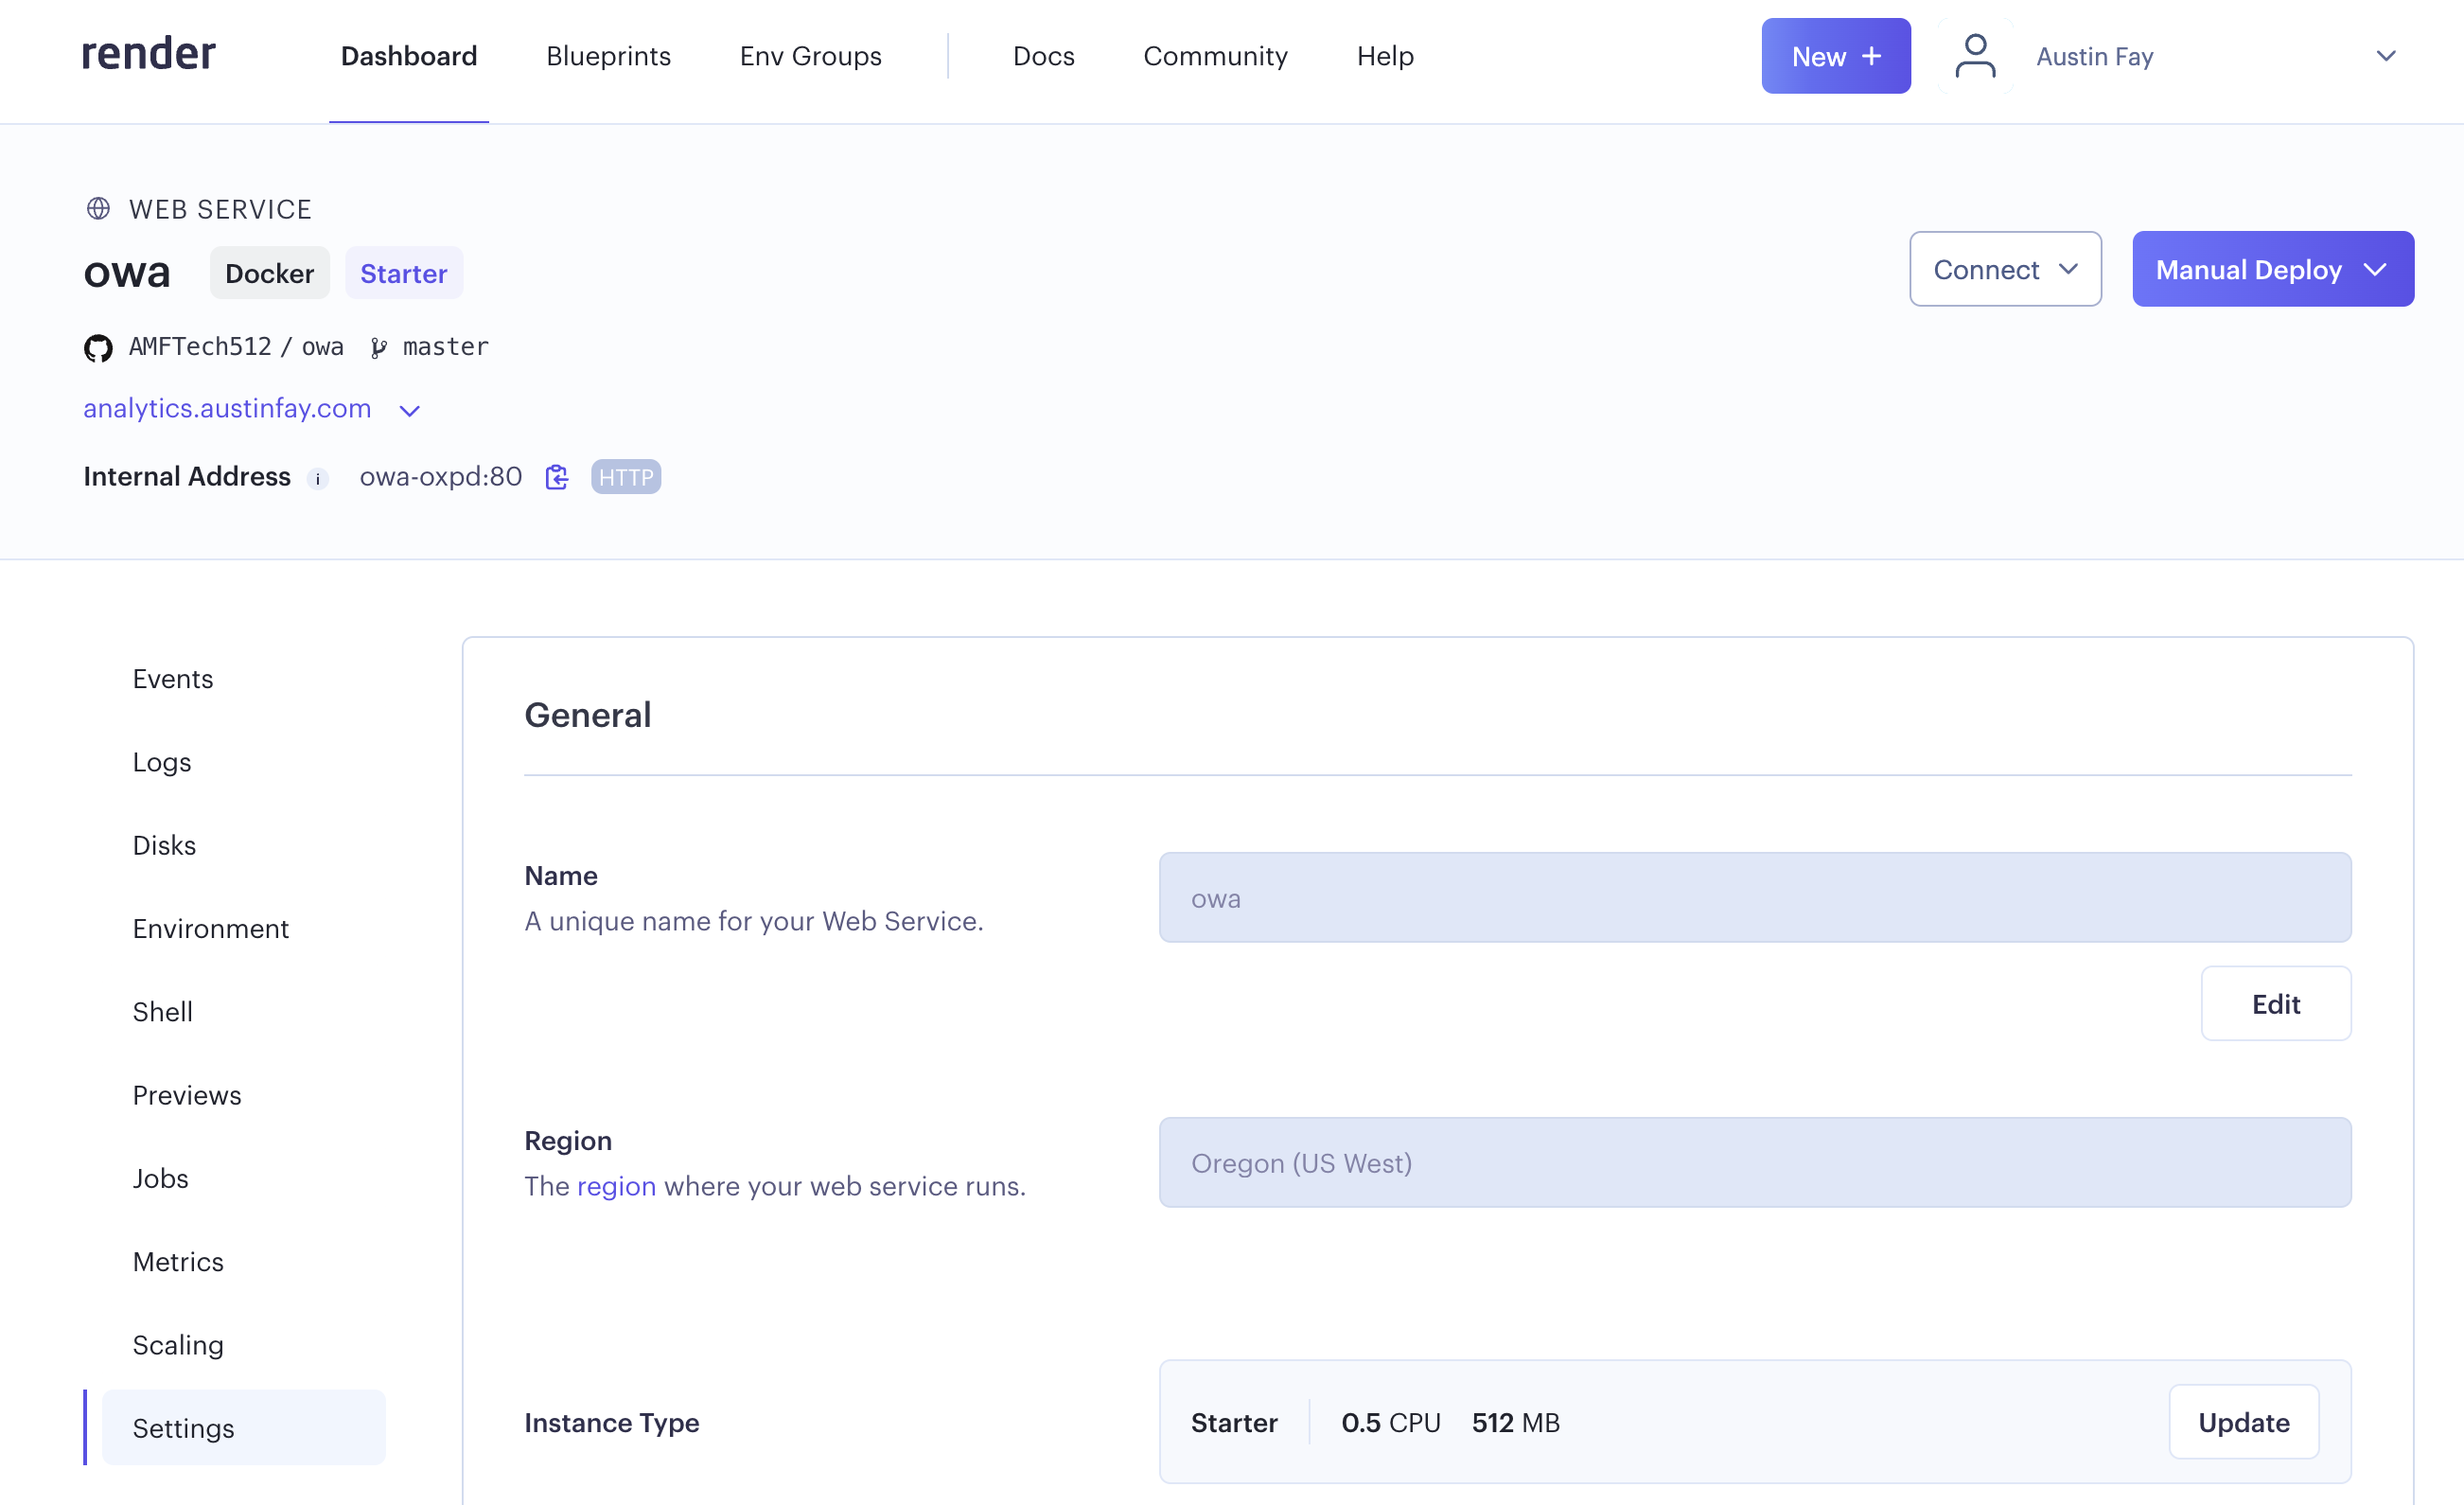 render Dashboard Blueprints Env Groups Docs Community Help New + Austin Fay
WEB SERVICE
owa Docker Starter
Connect Manual Deploy
AMFTech512 / owa master
analytics.austinfay.com
Internal Address i owa-oxpd:80 HTTP
Events
Logs
Disks
Environment
Shell
Previews
Jobs
Metrics
Scaling
Settings
General
Name
A unique name for your Web Service.
owa
Edit
Region
The region where your web service runs.
Oregon (US West)
Instance Type
Starter 0.5 CPU 512 MB
Update